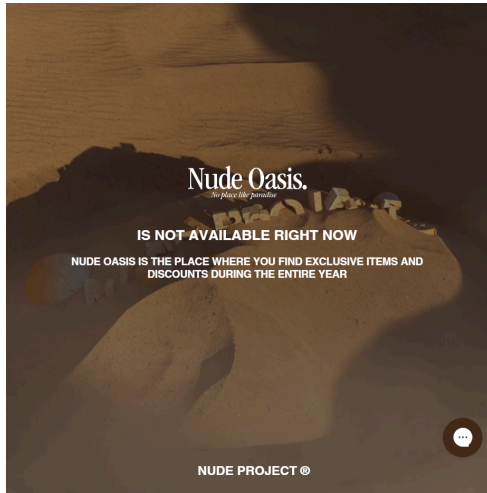 Nude Oasis.
No place like paradise
IS NOT AVAILABLE RIGHT NOW
NUDE OASIS IS THE PLACE WHERE YOU FIND EXCLUSIVE ITEMS AND
DISCOUNTS DURING THE ENTIRE YEAR
NUDE PROJECT ®